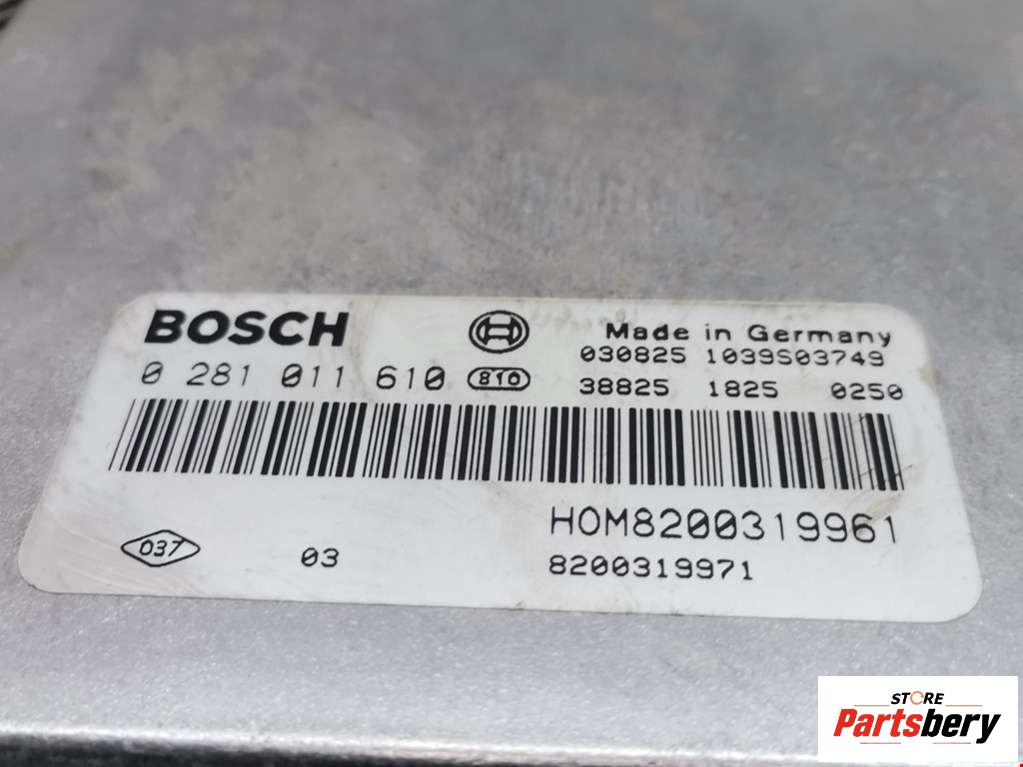 BOSCH
Made in Germany
030825 1039S03749
0 281 011 610 810
38825 1825 0250
HOM8200319961
037 03
8200319971
STORE
Partsbery